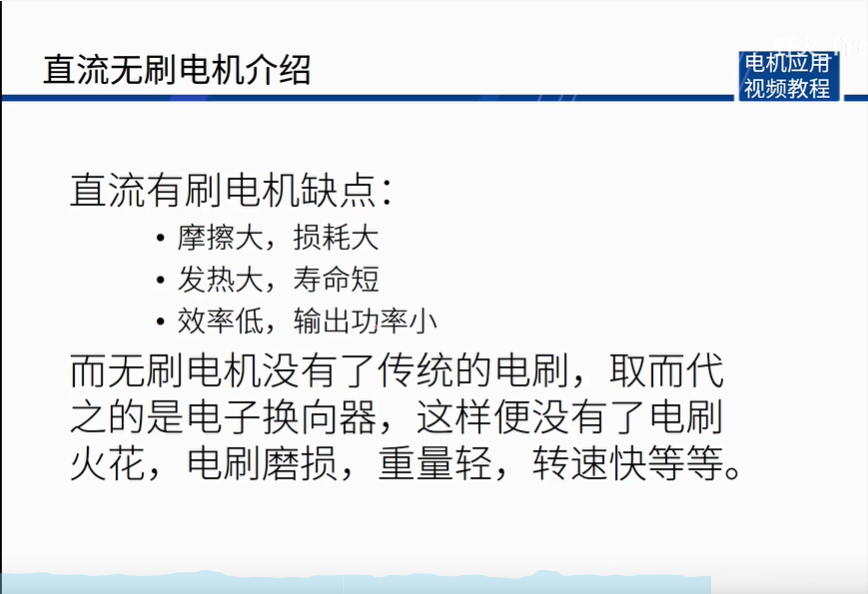 直流无刷电机介绍
电机应用
视频教程
直流有刷电机缺点：
• 摩擦大，损耗大
• 发热大，寿命短
• 效率低，输出功率小
而无刷电机没有了传统的电刷，取而代
之的是电子换向器，这样便没有了电刷
火花，电刷磨损，重量轻，转速快等等。